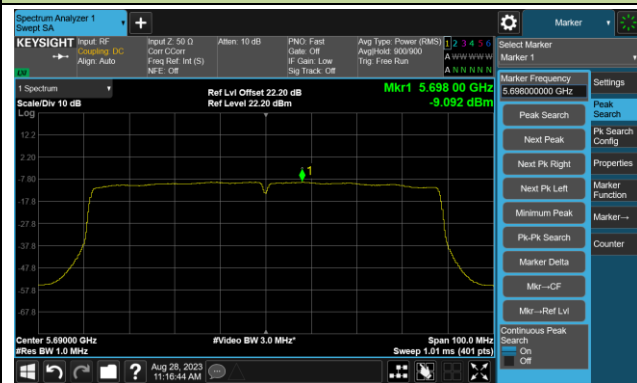 Spectrum Analyzer 1
Swept SA
Marker
KEYSIGHT
Input: RF
Coupling: DC
Align: Auto
Input Z: 50 Ω
Corr CCorr
Freq Ref: Int (S)
NFE: Off
Atten: 10 dB
PNO: Fast
Gate: Off
IF Gain: Low
Sig Track: Off
Avg Type: Power (RMS)
Avg|Hold: 900/900
Trig: Free Run
1 2 3 4 5 6
A W W W W W
A N N N N N
Select Marker
Marker 1
1 Spectrum
Scale/Div 10 dB
Log
Ref Lvl Offset 22.20 dB
Ref Level 22.20 dBm
Mkr1 5.698 00 GHz
-9.092 dBm
12.2
2.20
-7.80
-17.8
-27.8
-37.8
-47.8
-57.8
-67.8
1
Center 5.69000 GHz
#Res BW 1.0 MHz
#Video BW 3.0 MHz*
Span 100.0 MHz
Sweep 1.01 ms (401 pts)
Marker Frequency
5.698000000 GHz
Peak Search
Next Peak
Next Pk Right
Next Pk Left
Minimum Peak
Pk-Pk Search
Marker Delta
Mkr→CF
Mkr→Ref Lvl
Continuous Peak
Search
On
Off
Settings
Peak
Search
Pk Search
Config
Properties
Marker
Function
Marker→
Counter
Aug 28, 2023
11:16:44 AM